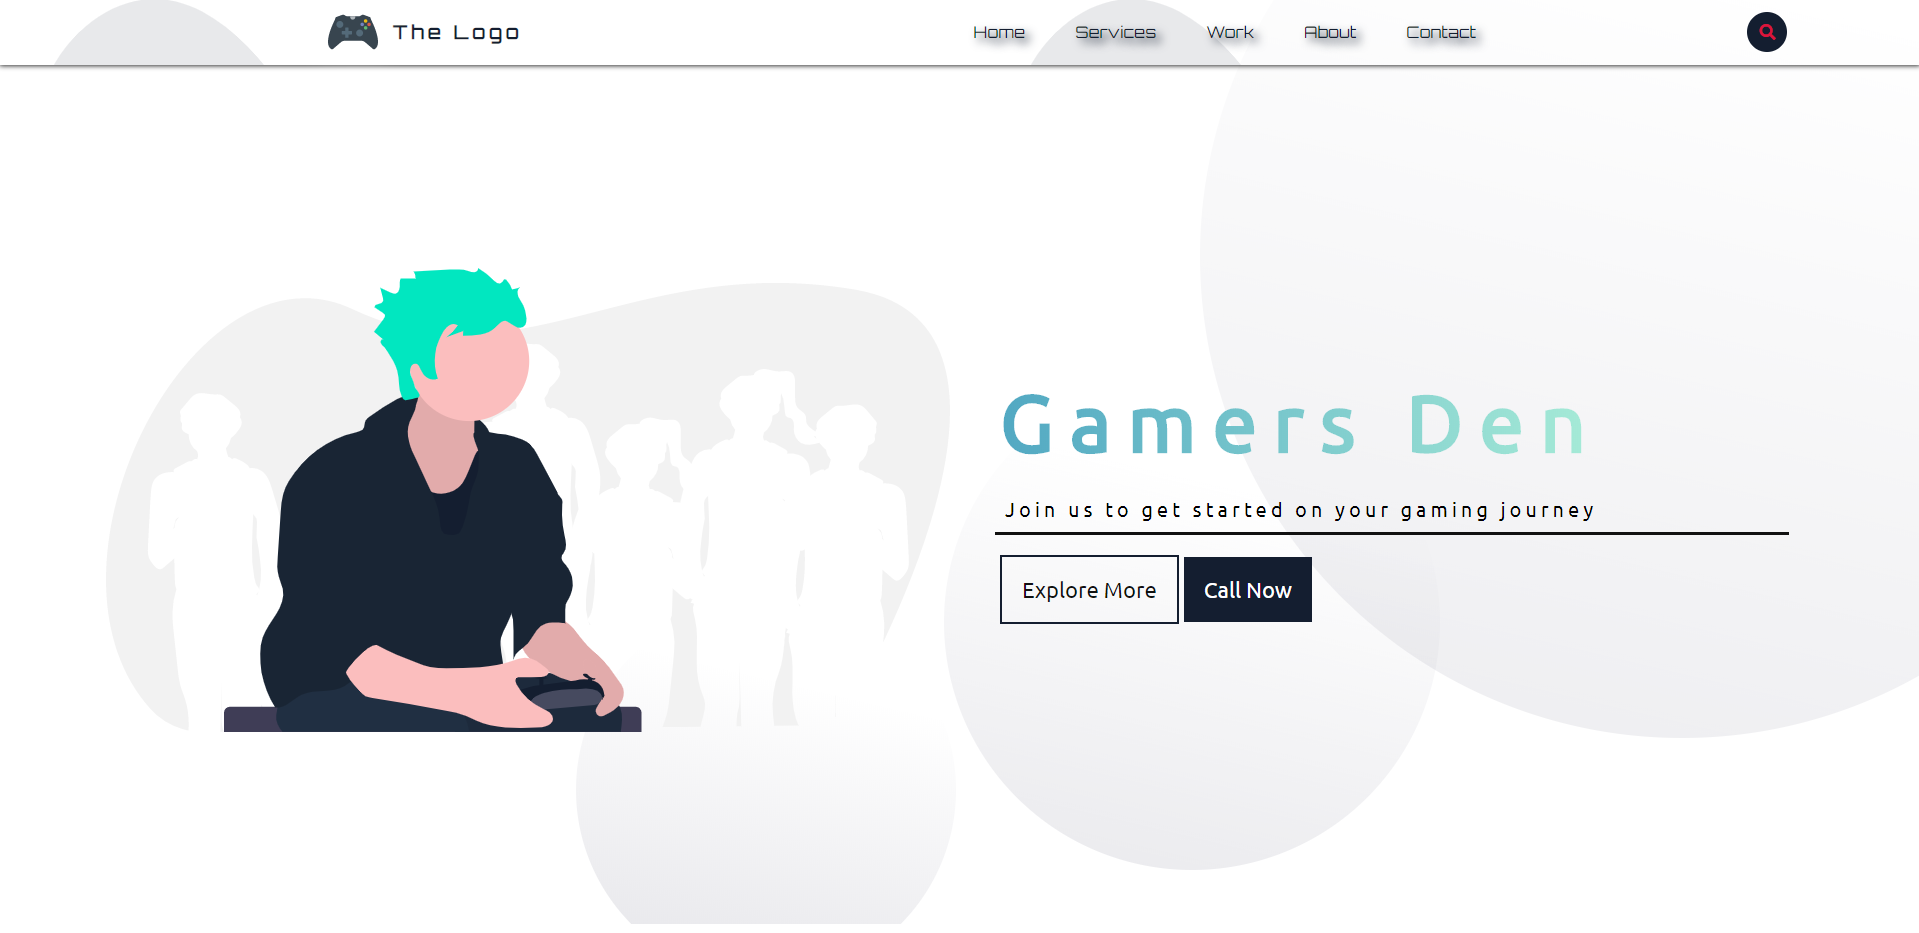 The Logo
Home Services Work About Contact
Gamers Den
Join us to get started on your gaming journey
Explore More Call Now